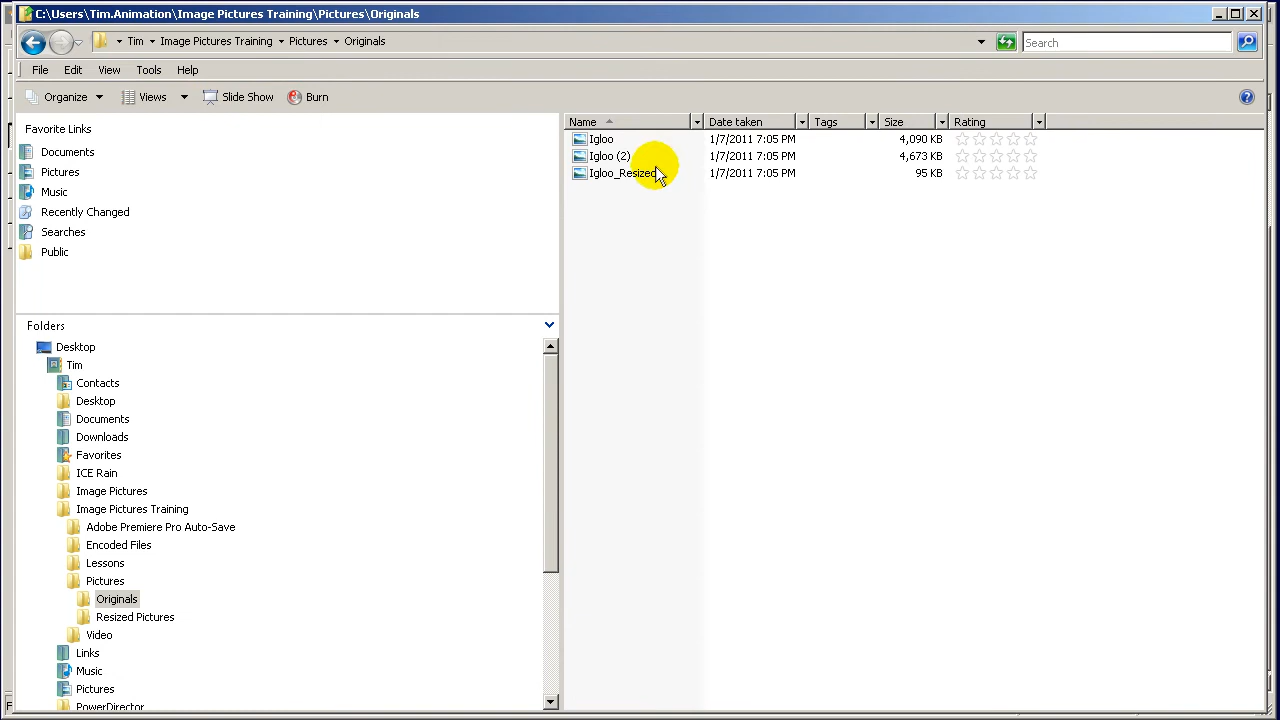 C:\Users\Tim.Animation\Image Pictures Training\Pictures\Originals
Tim Image Pictures Training Pictures Originals
Search
File Edit View Tools Help
Organize Views Slide Show Burn
Favorite Links
Documents
Pictures
Music
Recently Changed
Searches
Public
Folders
Desktop
Tim
Contacts
Desktop
Documents
Downloads
Favorites
ICE Rain
Image Pictures
Image Pictures Training
Adobe Premiere Pro Auto-Save
Encoded Files
Lessons
Pictures
Originals
Resized Pictures
Video
Links
Music
Pictures
PowerDirector
Name Date taken Tags Size Rating
Igloo 1/7/2011 7:05 PM 4,090 KB
Igloo (2) 1/7/2011 7:05 PM 4,673 KB
Igloo_Resized 1/7/2011 7:05 PM 95 KB